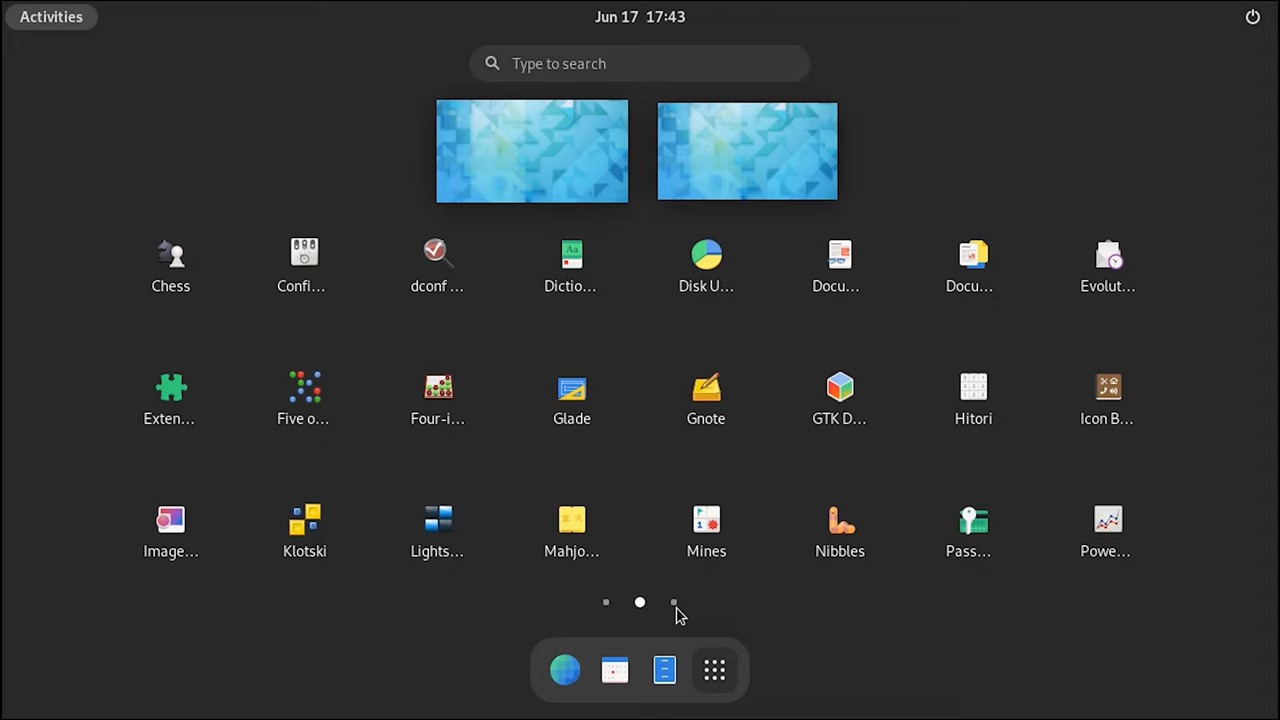 Activities
Jun 17 17:43
Type to search
Chess
Confi...
dconf ...
Dictio...
Disk U...
Docu...
Docu...
Evolut...
Exten...
Five o...
Four-i...
Glade
Gnote
GTK D...
Hitori
Icon B...
Image...
Klotski
Lights...
Mahjo...
Mines
Nibbles
Pass...
Powe...